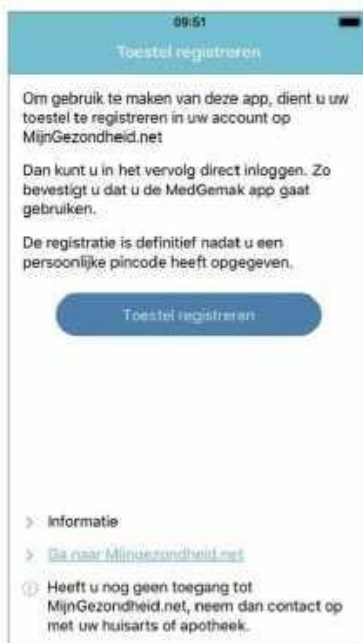 09:51
Toestel registreren
Om gebruik te maken van deze app, dient u uw
toestel te registreren in uw account op
MijnGezondheid.net
Dan kunt u in het vervolg direct inloggen. Zo
bevestigt u dat u de MedGemak app gaat
gebruiken.
De registratie is definitief nadat u een
persoonlijke pincode heeft opgegeven.
Toestel registreren
> Informatie
> Ga naar Mijngezondheid.net
Heeft u nog geen toegang tot
MijnGezondheid.net, neem dan contact op
met uw huisarts of apotheek.